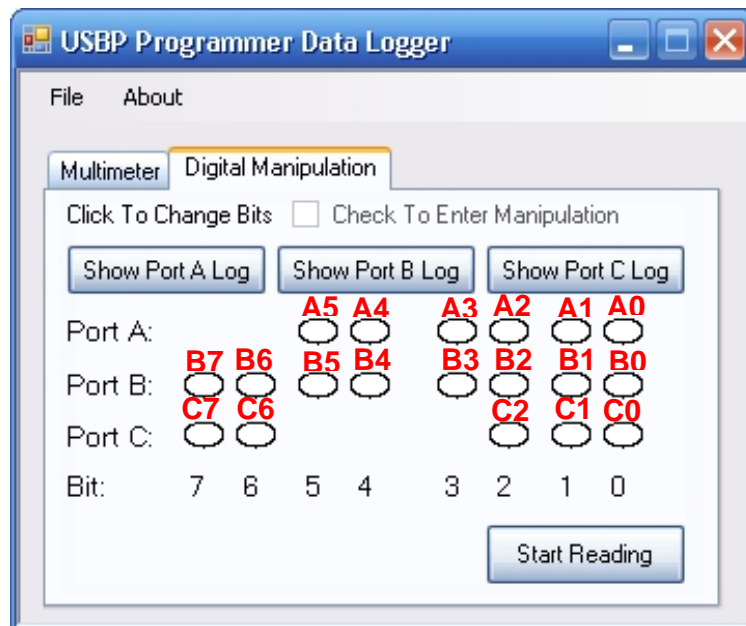 USBP Programmer Data Logger
File About
Multimeter Digital Manipulation
Click To Change Bits Check To Enter Manipulation
Show Port A Log Show Port B Log Show Port C Log
A5 A4 A3 A2 A1 A0
Port A:
B7 B6 B5 B4 B3 B2 B1 B0
Port B:
C7 C6 C2 C1 C0
Port C:
Bit: 7 6 5 4 3 2 1 0
Start Reading